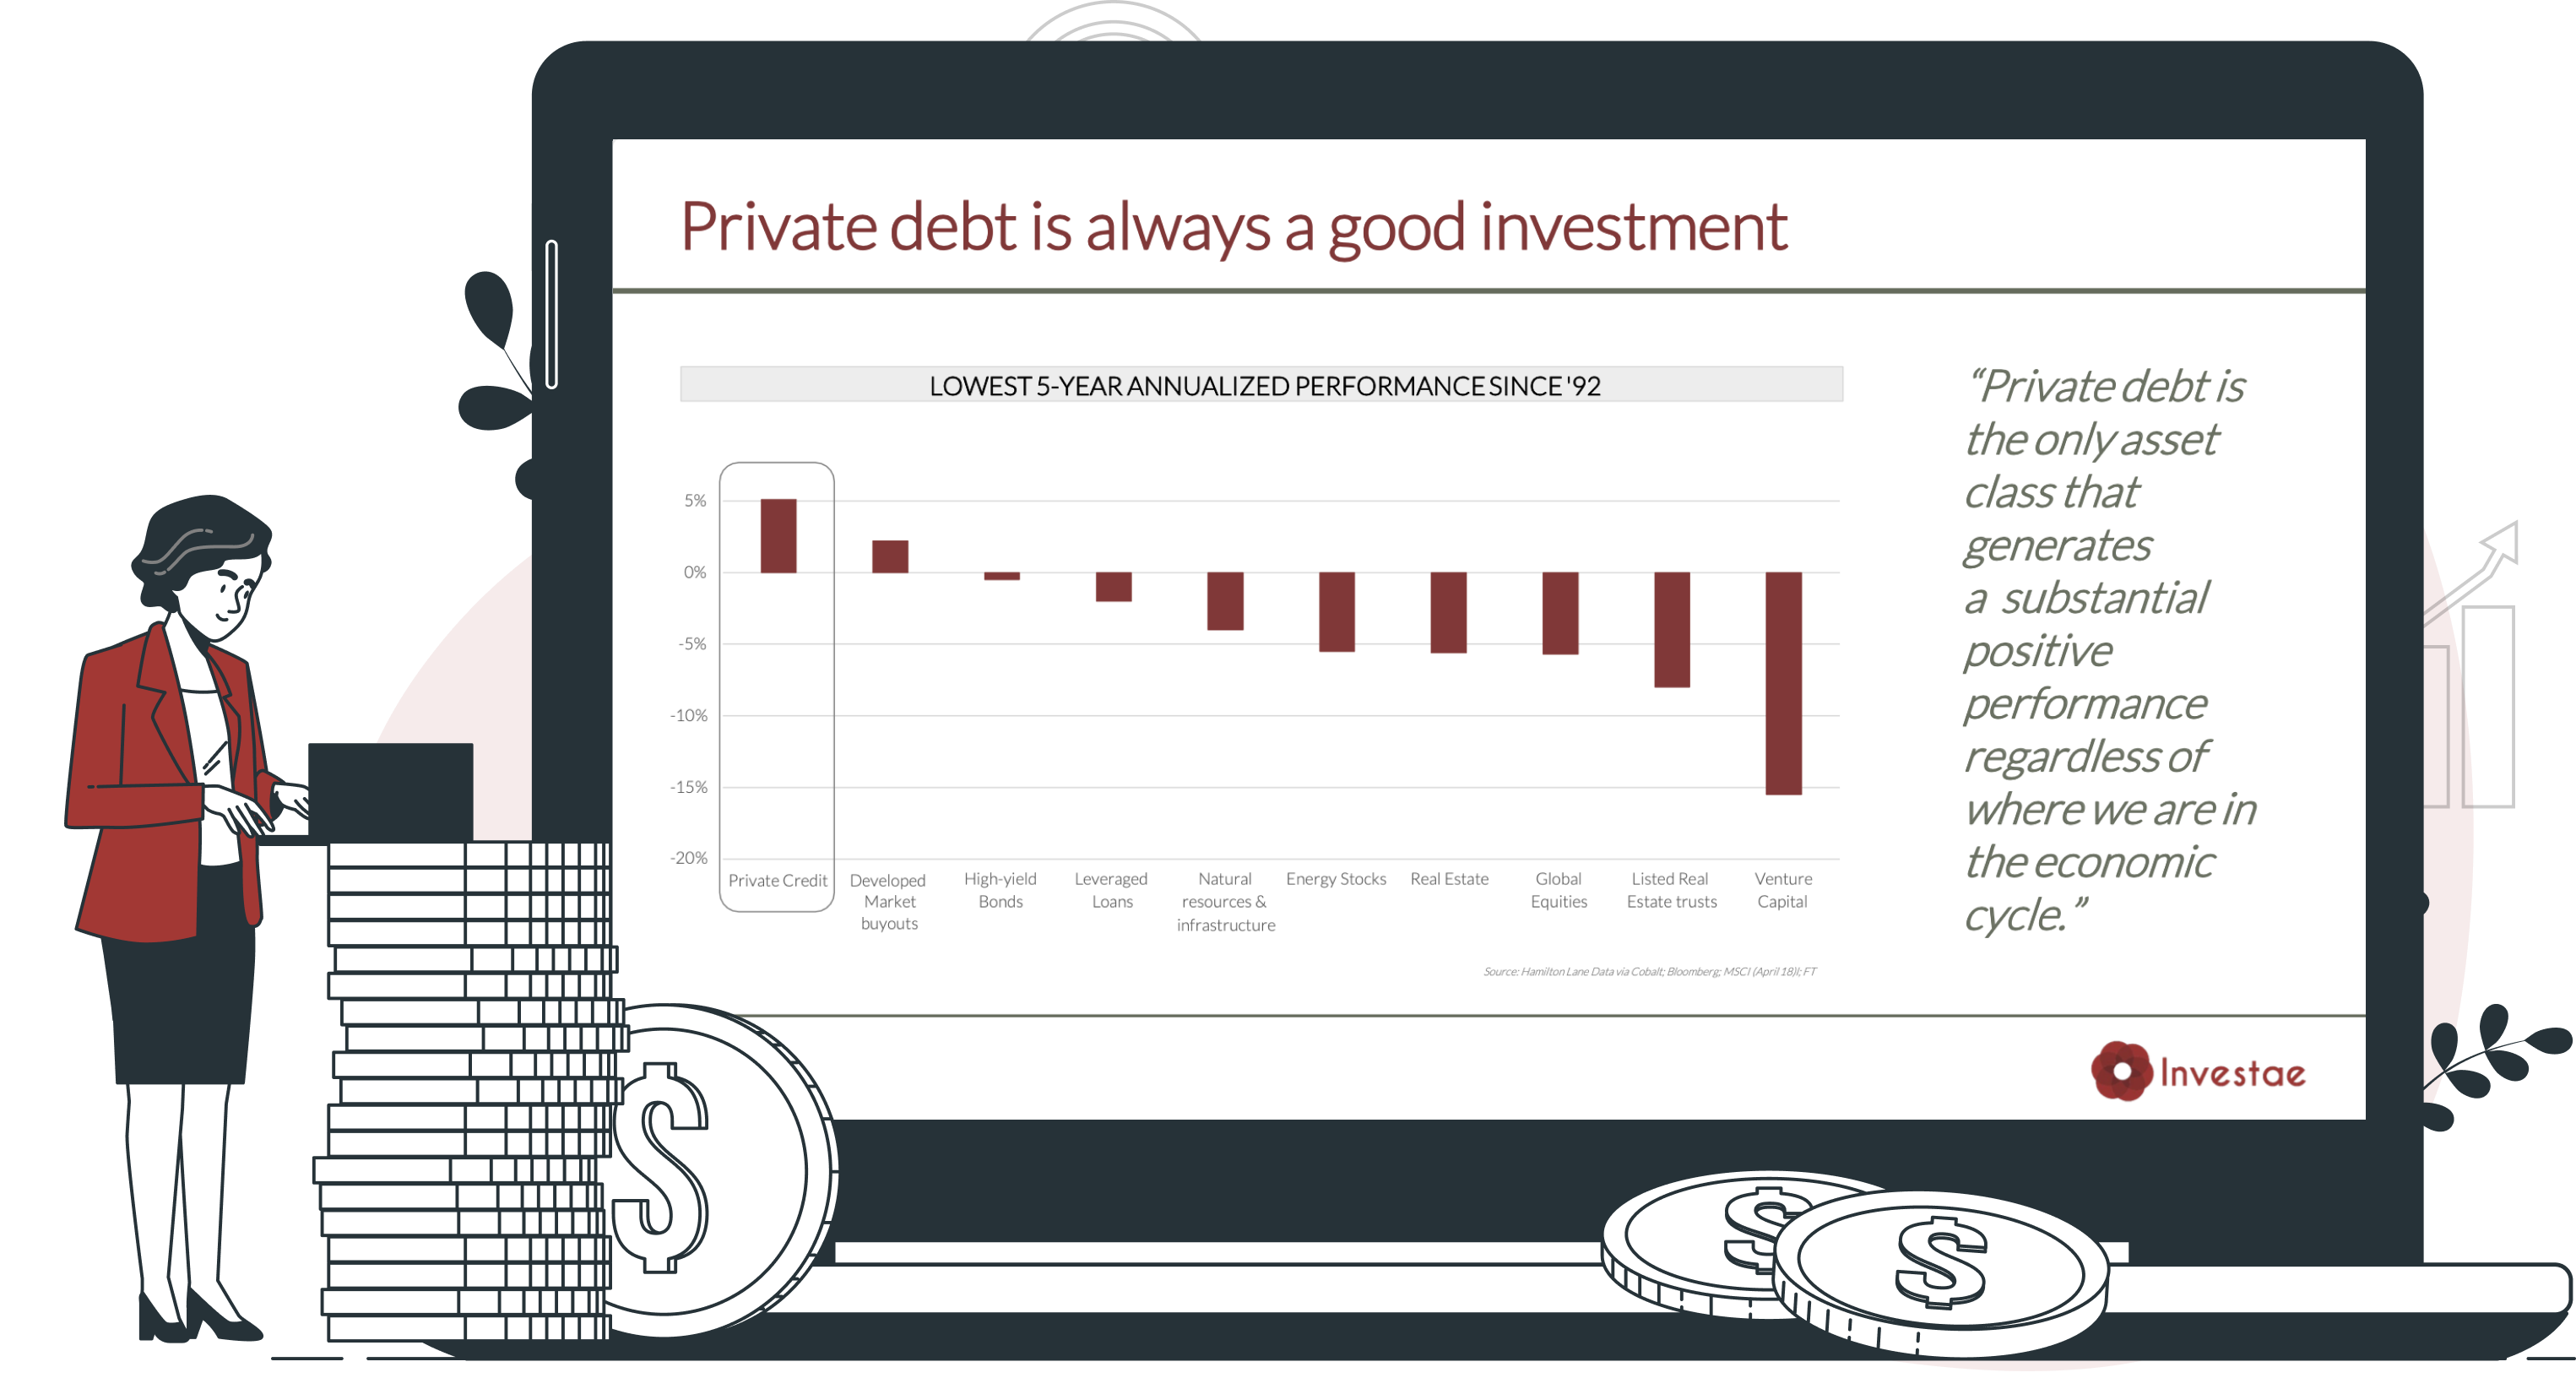 Private debt is always a good investment
LOWEST 5-YEAR ANNUALIZED PERFORMANCE SINCE '92
5%
0%
-5%
-10%
-15%
-20%
Private Credit
Developed
Market
buyouts
High-yield
Bonds
Leveraged
Loans
Natural
resources &
infrastructure
Energy Stocks
Real Estate
Global
Equities
Listed Real
Estate trusts
Venture
Capital
Source: Hamilton Lane Data via Cobalt; Bloomberg; MSCI (April 18)l; FT
“Private debt is
the only asset
class that
generates
a substantial
positive
performance
regardless of
where we are in
the economic
cycle.”
Investae
$
$
$